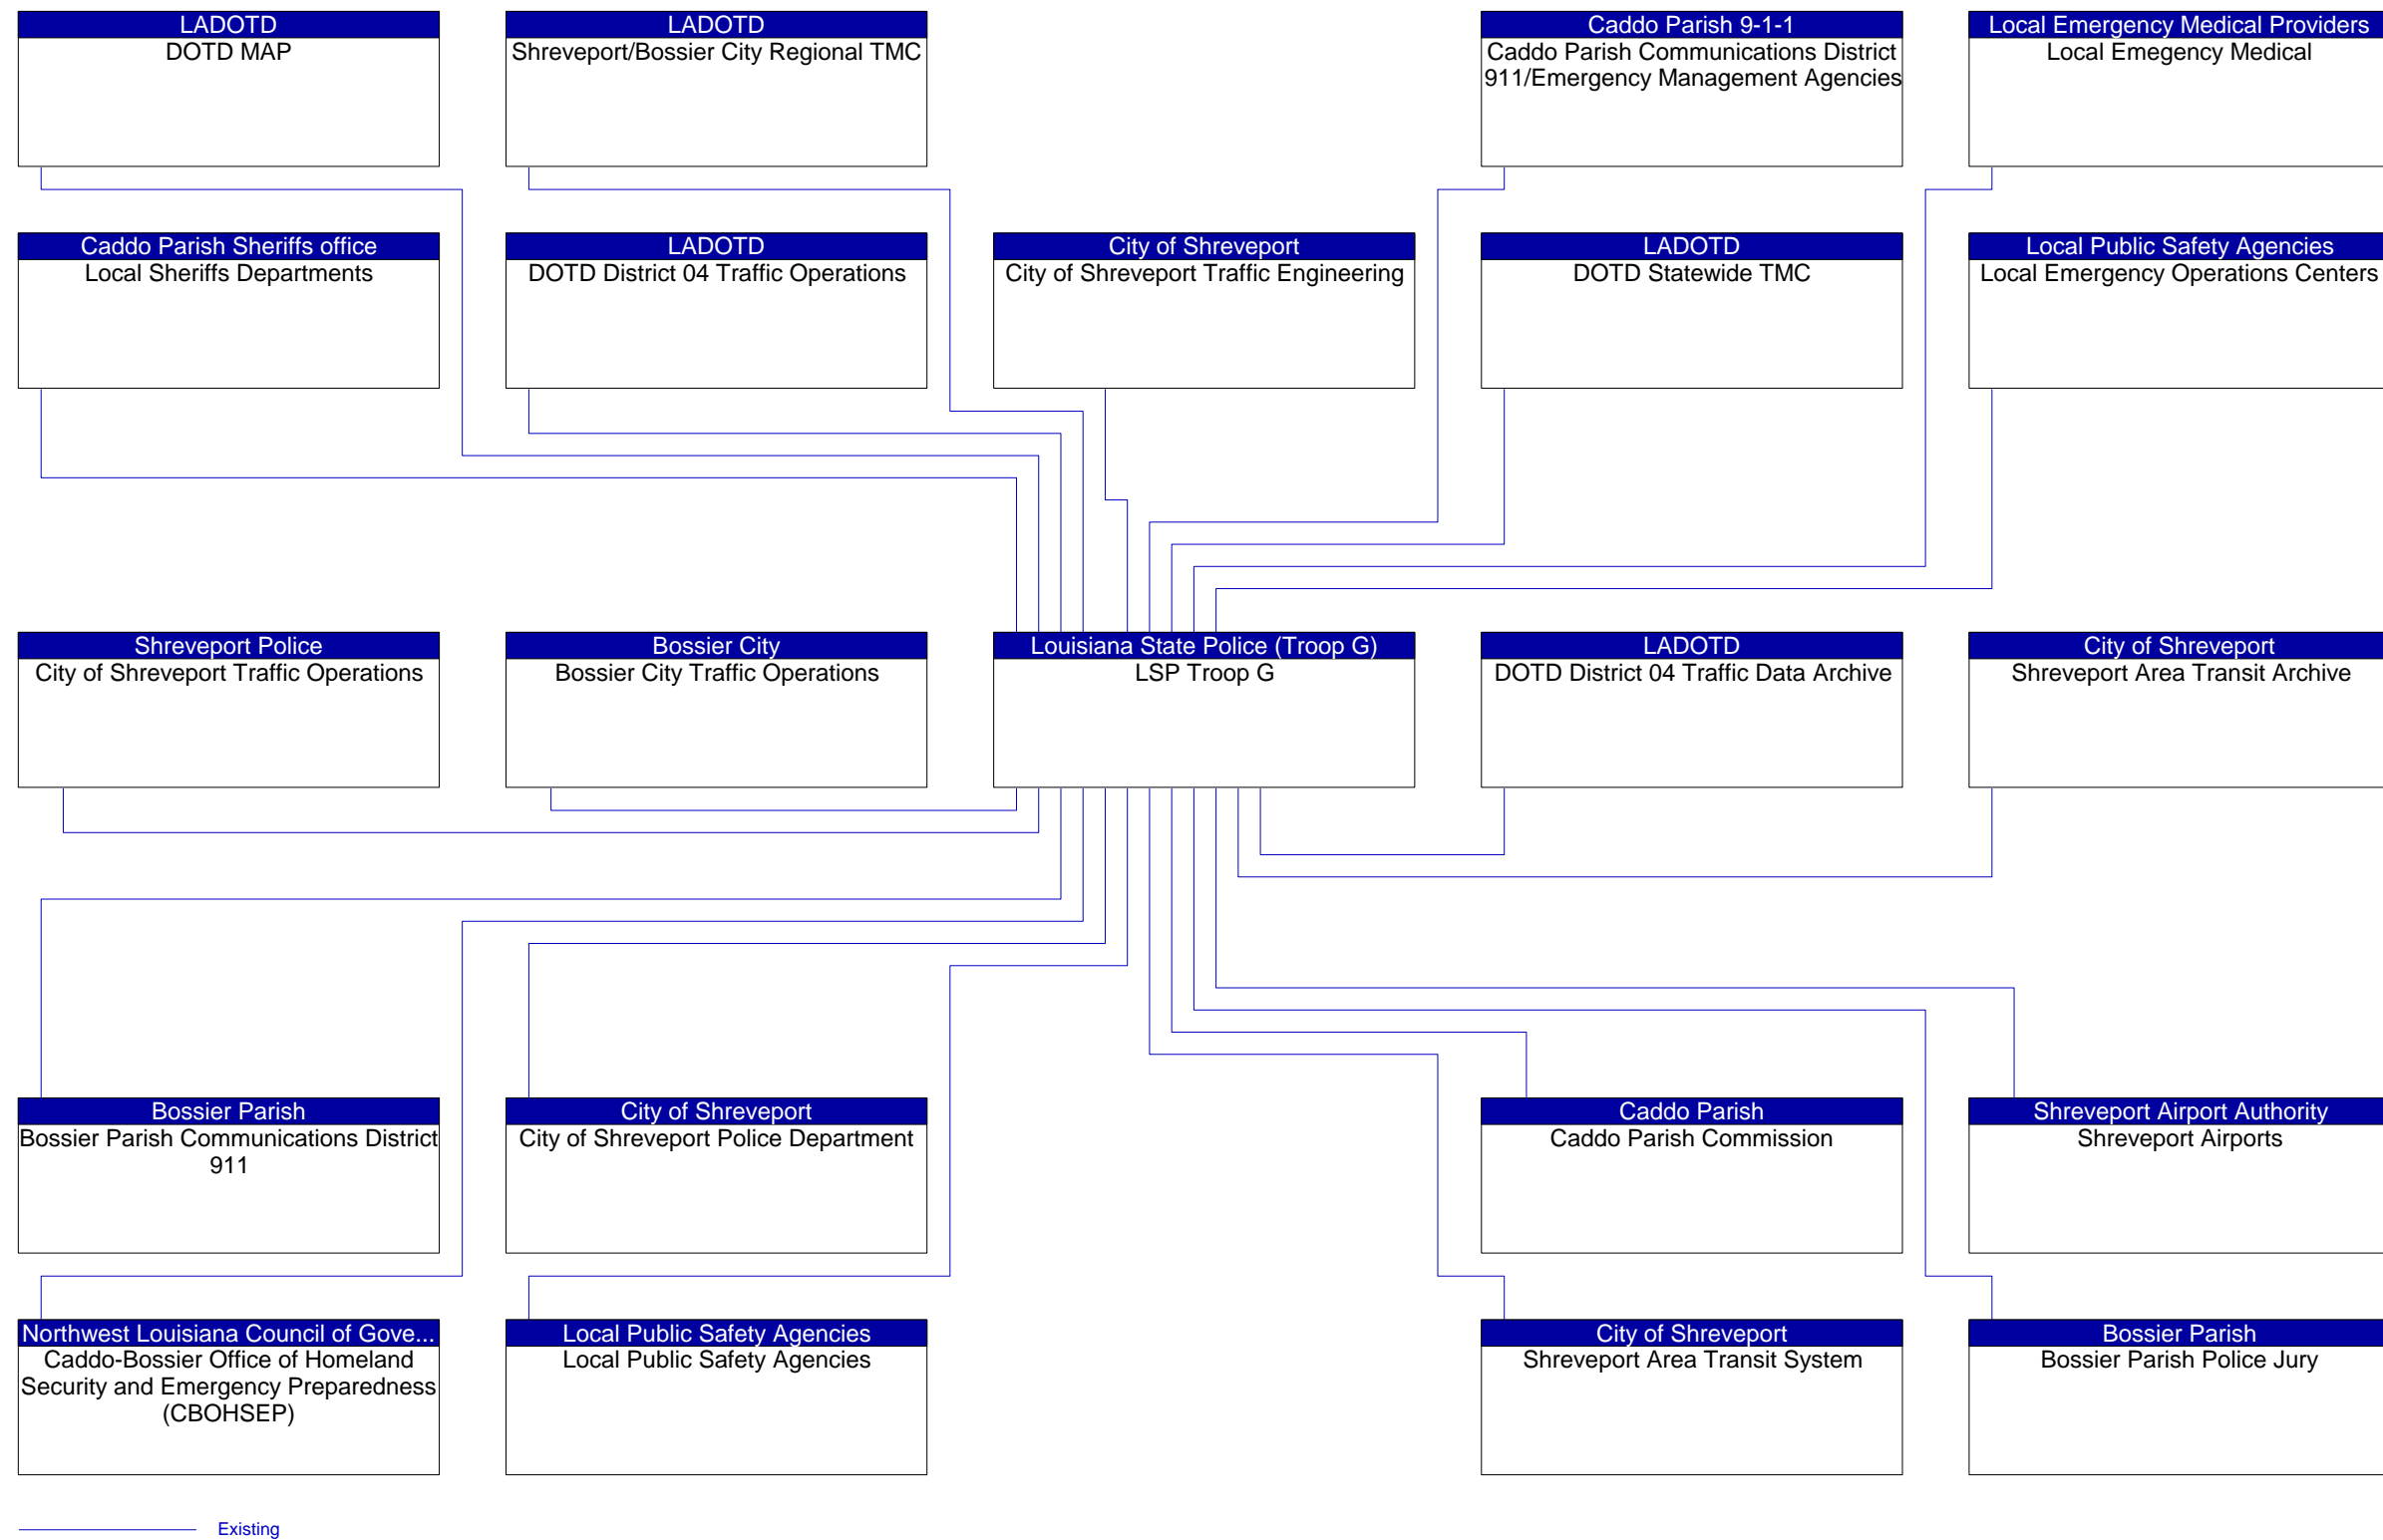 LADOTD
DOTD MAP
LADOTD
Shreveport/Bossier City Regional TMC
Caddo Parish 9-1-1
Caddo Parish Communications District
911/Emergency Management Agencies
Local Emergency Medical Providers
Local Emegency Medical
Caddo Parish Sheriffs office
Local Sheriffs Departments
LADOTD
DOTD District 04 Traffic Operations
City of Shreveport
City of Shreveport Traffic Engineering
LADOTD
DOTD Statewide TMC
Local Public Safety Agencies
Local Emergency Operations Centers
Shreveport Police
City of Shreveport Traffic Operations
Bossier City
Bossier City Traffic Operations
Louisiana State Police (Troop G)
LSP Troop G
LADOTD
DOTD District 04 Traffic Data Archive
City of Shreveport
Shreveport Area Transit Archive
Bossier Parish
Bossier Parish Communications District
911
City of Shreveport
City of Shreveport Police Department
Caddo Parish
Caddo Parish Commission
Shreveport Airport Authority
Shreveport Airports
Northwest Louisiana Council of Gove...
Caddo-Bossier Office of Homeland
Security and Emergency Preparedness
(CBOHSEP)
Local Public Safety Agencies
Local Public Safety Agencies
City of Shreveport
Shreveport Area Transit System
Bossier Parish
Bossier Parish Police Jury
Existing